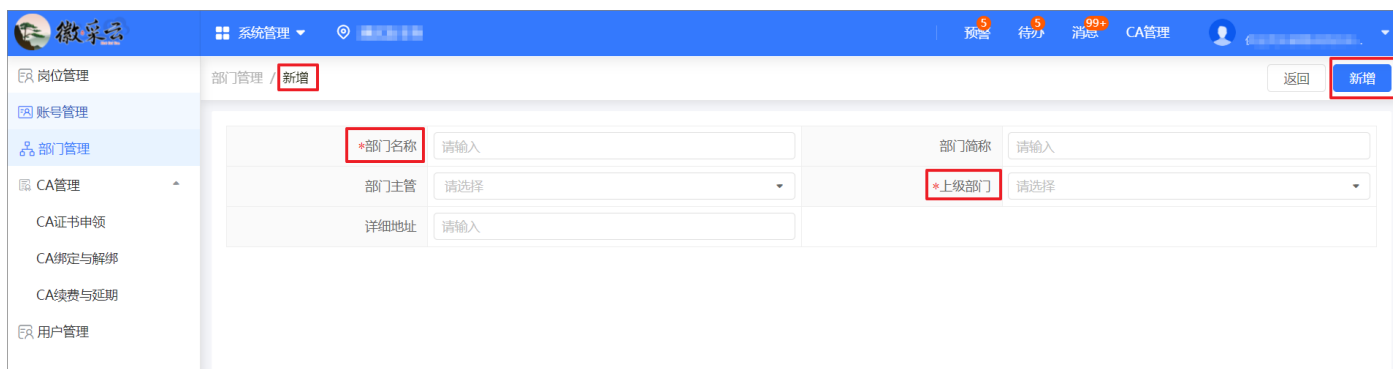 徽采云 系统管理 预警 5 待办 5 消息 99+ CA管理
岗位管理
部门管理 / 新增 返回 新增
账号管理
*部门名称 请输入 部门简称 请输入
部门管理
部门主管 请选择 *上级部门 请选择
CA管理
详细地址 请输入
CA证书申领
CA绑定与解绑
CA续费与延期
用户管理